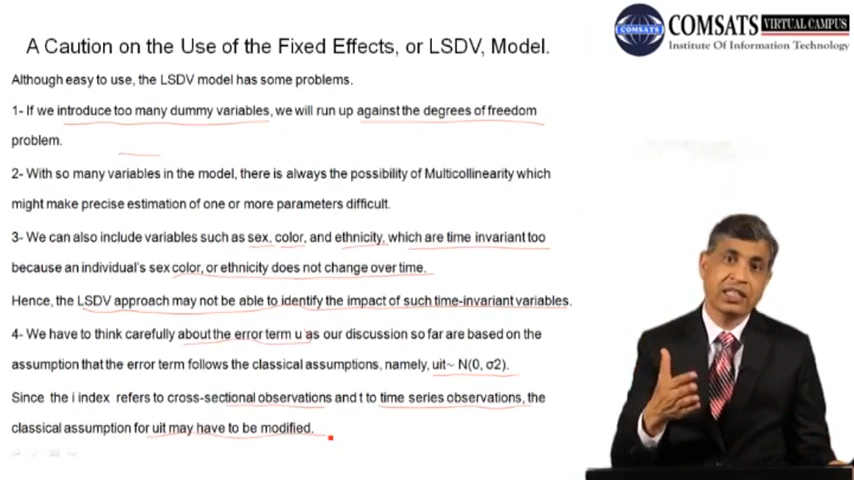 COMSATS VIRTUAL CAMPUS
COMSATS
Institute Of Information Technology
A Caution on the Use of the Fixed Effects, or LSDV, Model.
Although easy to use, the LSDV model has some problems.
1- If we introduce too many dummy variables, we will run up against the degrees of freedom
problem.
2- With so many variables in the model, there is always the possibility of Multicollinearity which
might make precise estimation of one or more parameters difficult.
3- We can also include variables such as sex, color, and ethnicity, which are time invariant too
because an individual's sex color, or ethnicity does not change over time.
Hence, the LSDV approach may not be able to identify the impact of such time-invariant variables.
4- We have to think carefully about the error term u as our discussion so far are based on the
assumption that the error term follows the classical assumptions, namely, uit~ N(0, σ2).
Since the i index refers to cross-sectional observations and t to time series observations, the
classical assumption for uit may have to be modified.